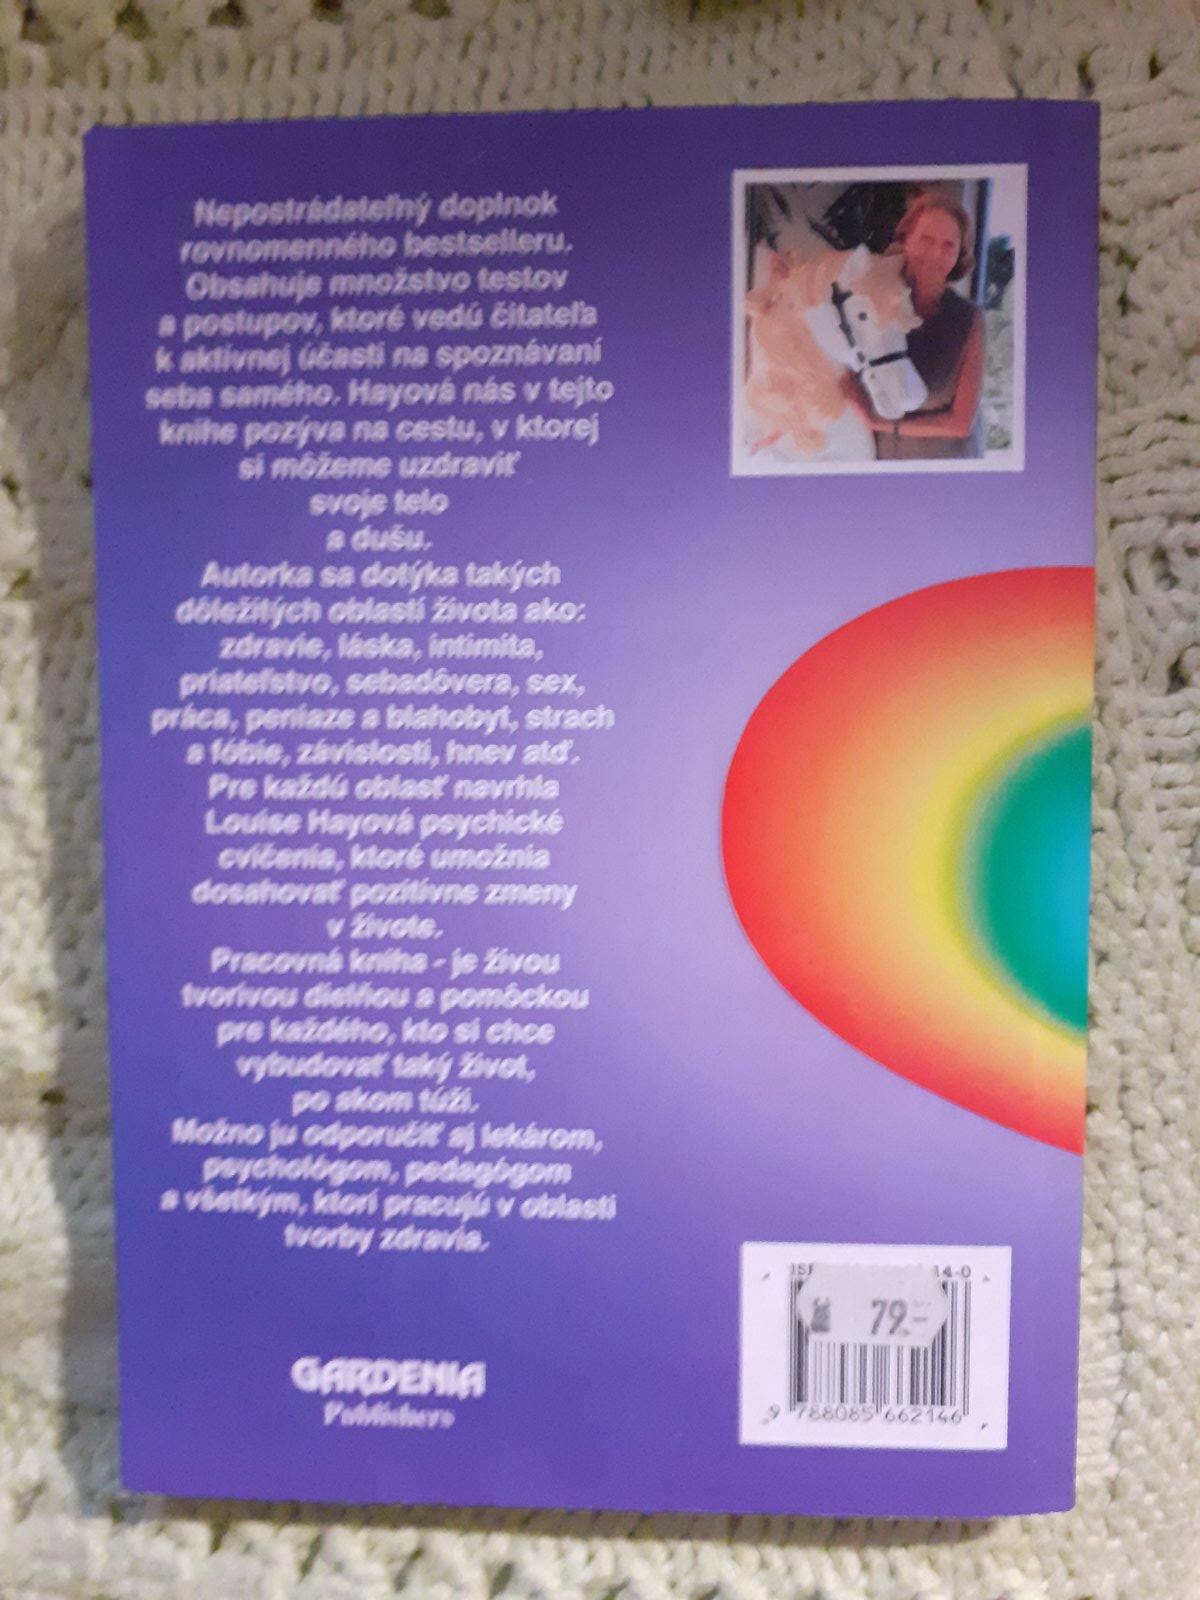 Nepostrádateľný doplnok
rovnomenného bestselleru.
Obsahuje množstvo testov
a postupov, ktoré vedú čitateľa
k aktívnej účasti na spoznávaní
seba samého. Hayová nás v tejto
knihe pozýva na cestu, v ktorej
si môžeme uzdraviť
svoje telo
a dušu.
Autorka sa dotýka takých
dôležitých oblastí života ako:
zdravie, láska, intimita,
priateľstvo, sebadôvera, sex,
práca, peniaze a blahobyt, strach
a fóbie, závislosti, hnev atď.
Pre každú oblasť navrhla
Louise Hayová psychické
cvičenia, ktoré umožnia
dosahovať pozitívne zmeny
v živote.
Pracovná kniha - je živou
tvorivou dielňou a pomôckou
pre každého, kto si chce
vybudovať taký život,
po akom túži.
Možno ju odporučiť aj lekárom,
psychológom, pedagógom
a všetkým, ktorí pracujú v oblasti
tvorby zdravia.
GARDENIA
Publishers
14-0
79.-
9 788085 662146